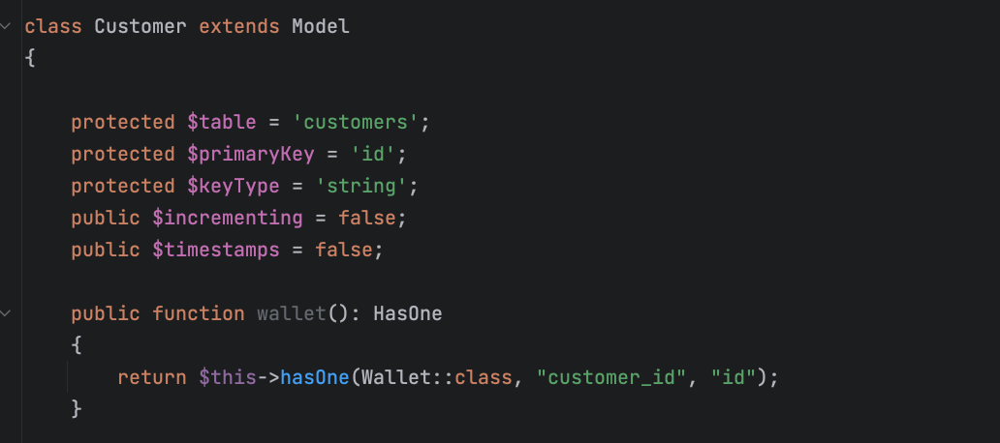 class Customer extends Model
{
protected $table = 'customers';
protected $primaryKey = 'id';
protected $keyType = 'string';
public $incrementing = false;
public $timestamps = false;
public function wallet(): HasOne
{
return $this->hasOne(Wallet::class, "customer_id", "id");
}